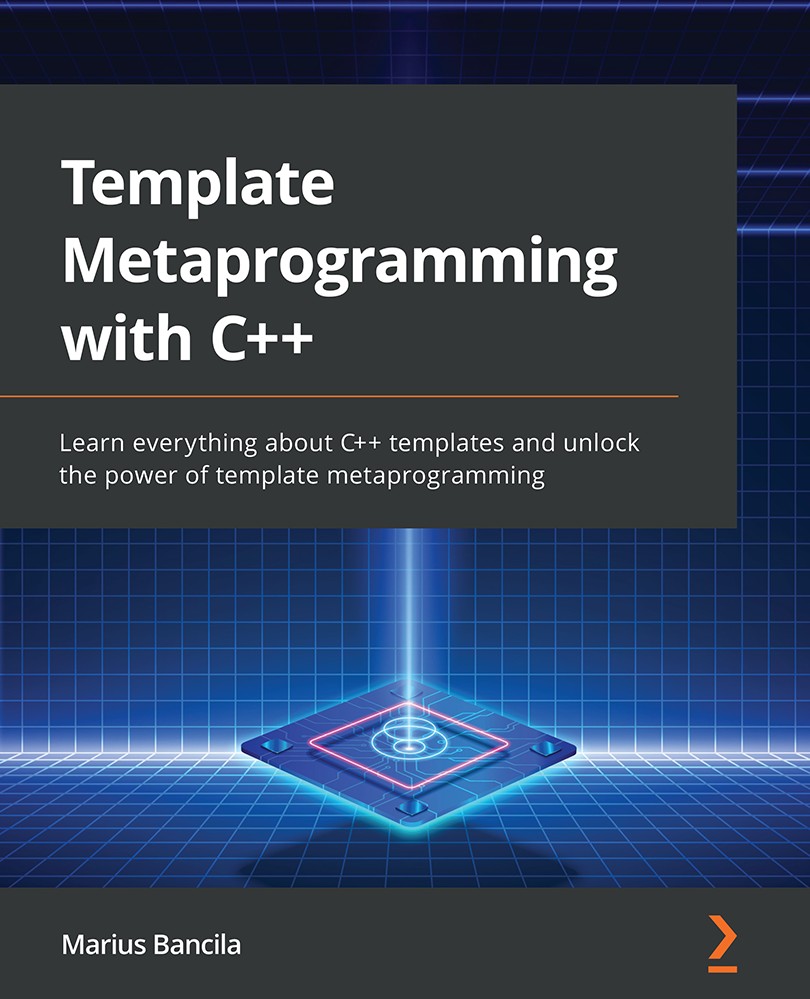 Template
Metaprogramming
with C++
Learn everything about C++ templates and unlock
the power of template metaprogramming
Marius Bancila